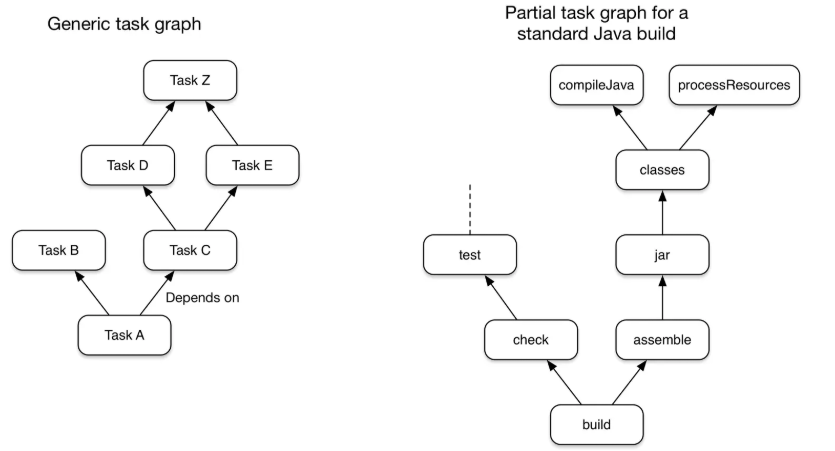 Generic task graph
Task Z
Task D
Task E
Task B
Task C
Depends on
Task A
Partial task graph for a
standard Java build
compileJava
processResources
classes
test
jar
check
assemble
build